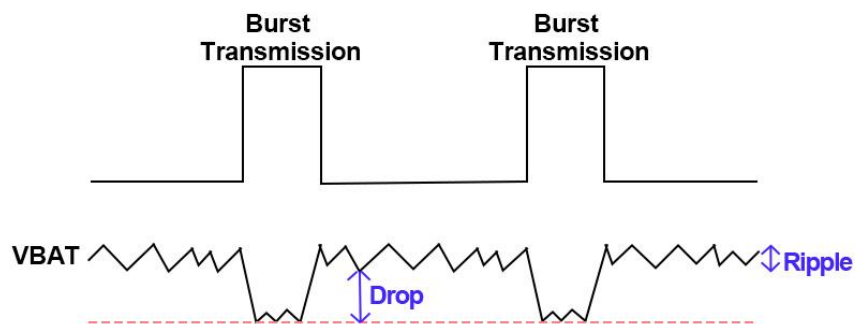 Burst
Transmission
Burst
Transmission
VBAT
Drop
Ripple